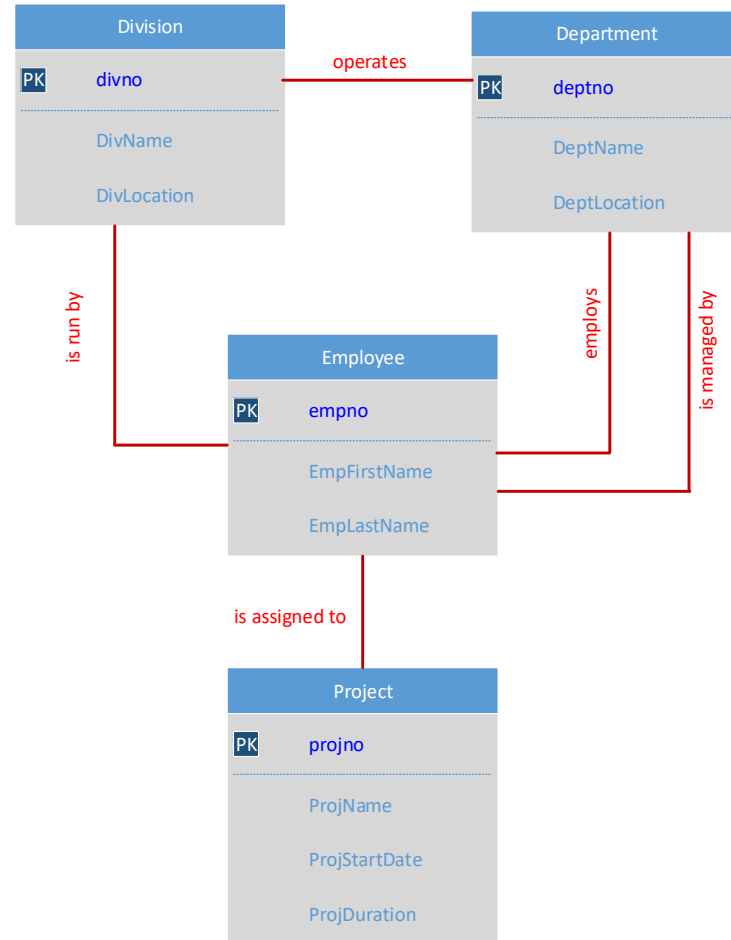 Division
PK divno
DivName
DivLocation
operates
Department
PK deptno
DeptName
DeptLocation
is run by
employs
is managed by
Employee
PK empno
EmpFirstName
EmpLastName
is assigned to
Project
PK projno
ProjName
ProjStartDate
ProjDuration